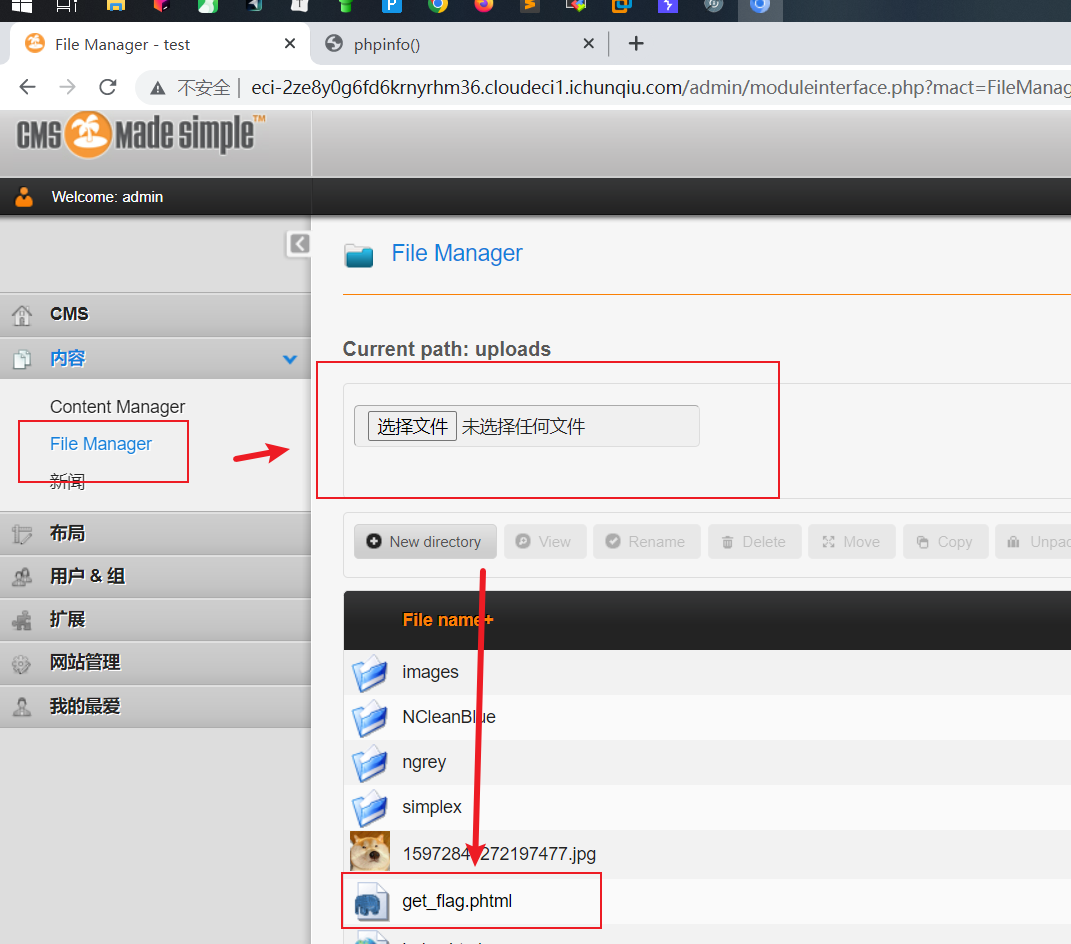 File Manager - test
phpinfo()
不安全 | eci-2ze8y0g6fd6krnyrhm36.cloudeci1.ichunqiu.com/admin/moduleinterface.php?mact=FileManag
CMS Made simple™
Welcome: admin
File Manager
CMS
Current path: uploads
内容
Content Manager
选择文件 未选择任何文件
File Manager
新闻
布局
New directory View Rename Delete Move Copy Unpac
用户 & 组
扩展
File name+
网站管理
images
我的最爱
NCleanBlue
ngrey
simplex
get_flag.phtml